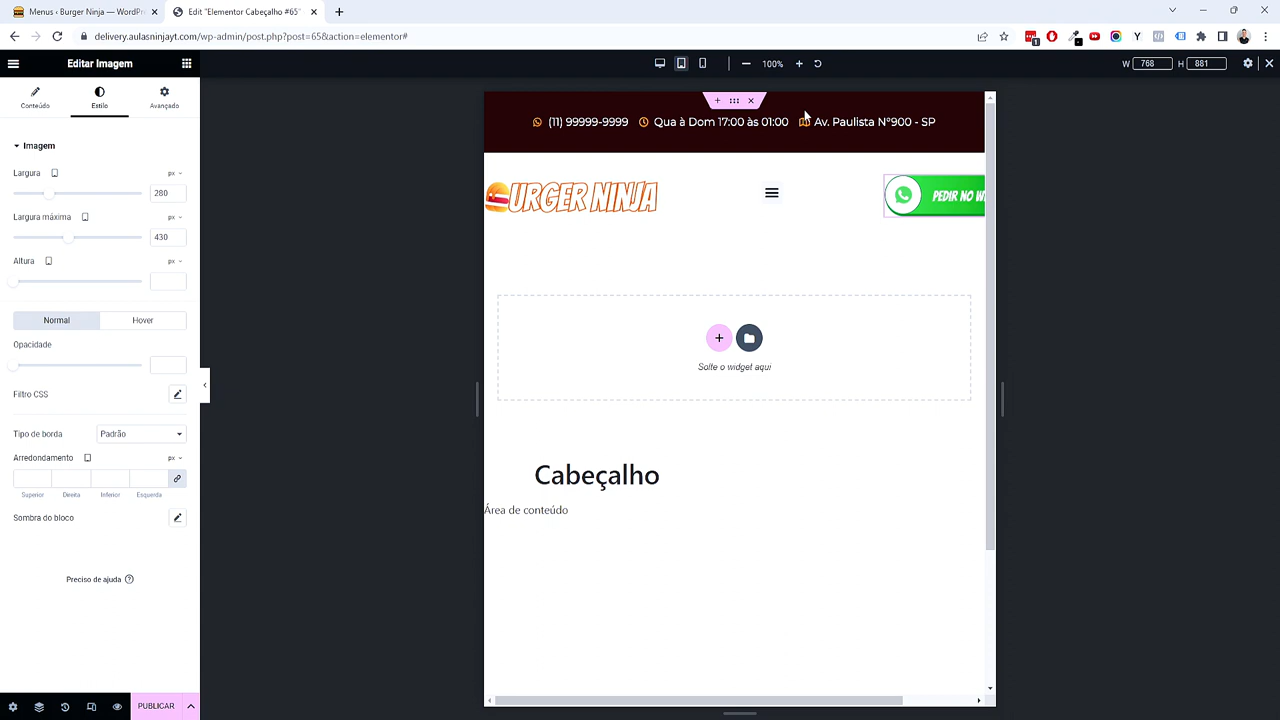 Menus ‹ Burger Ninja — WordPr
Edit "Elementor Cabeçalho #65"
delivery.aulasninjayt.com/wp-admin/post.php?post=65&action=elementor#
Editar Imagem
100%
W 768 H 881
Conteúdo Estilo Avançado
Imagem
Largura px
280
Largura máxima px
430
Altura px
Normal Hover
Opacidade
Filtro CSS
Tipo de borda Padrão
Arredondamento px
Superior Direita Inferior Esquerda
Sombra do bloco
Preciso de ajuda
PUBLICAR
(11) 99999-9999 Qua à Dom 17:00 às 01:00 Av. Paulista N°900 - SP
URGER NINJA
PEDIR NO W
Solte o widget aqui
Cabeçalho
Área de conteúdo